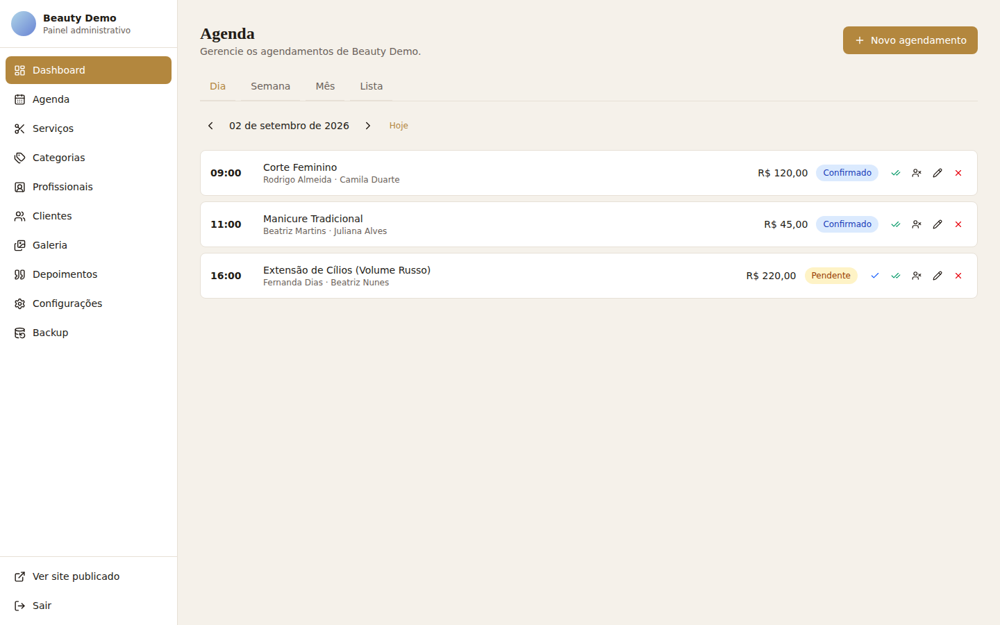 Beauty Demo
Painel administrativo
Dashboard
Agenda
Serviços
Categorias
Profissionais
Clientes
Galeria
Depoimentos
Configurações
Backup
Ver site publicado
Sair
Agenda
Gerencie os agendamentos de Beauty Demo.
Novo agendamento
Dia Semana Mês Lista
02 de setembro de 2026 Hoje
09:00 Corte Feminino R$ 120,00 Confirmado
Rodrigo Almeida · Camila Duarte
11:00 Manicure Tradicional R$ 45,00 Confirmado
Beatriz Martins · Juliana Alves
16:00 Extensão de Cílios (Volume Russo) R$ 220,00 Pendente
Fernanda Dias · Beatriz Nunes